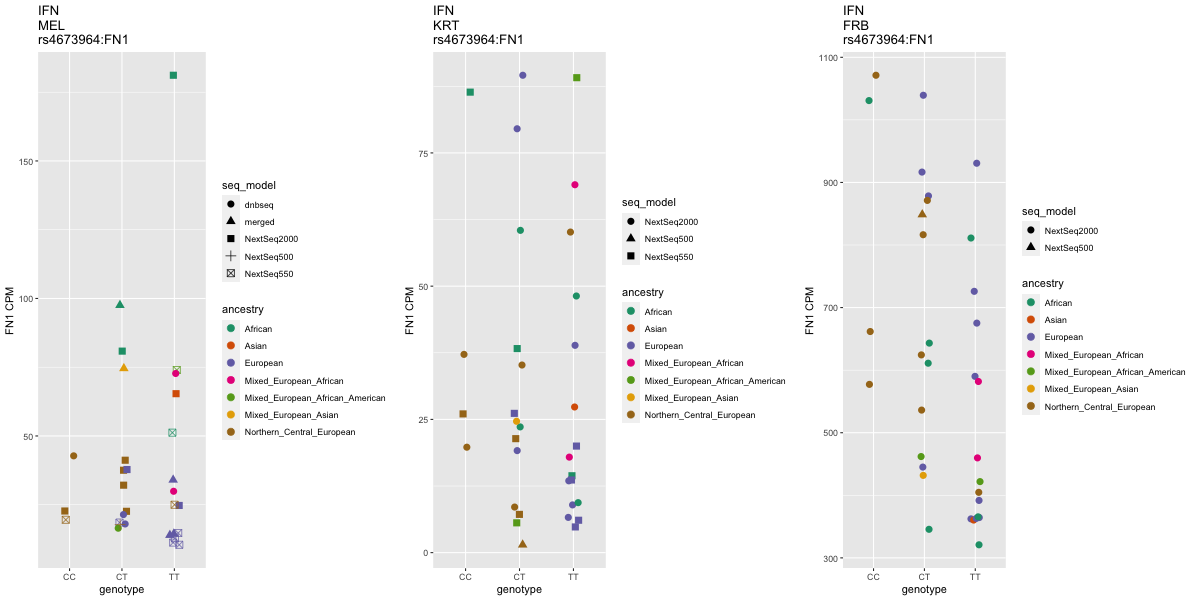 IFN
MEL
rs4673964:FN1
FN1 CPM
150
100
50
CC
CT
TT
genotype
seq_model
dnbseq
merged
NextSeq2000
NextSeq500
NextSeq550
ancestry
African
Asian
European
Mixed_European_African
Mixed_European_African_American
Mixed_European_Asian
Northern_Central_European
IFN
KRT
rs4673964:FN1
FN1 CPM
75
50
25
0
CC
CT
TT
genotype
seq_model
NextSeq2000
NextSeq500
NextSeq550
ancestry
African
Asian
European
Mixed_European_African
Mixed_European_African_American
Mixed_European_Asian
Northern_Central_European
IFN
FRB
rs4673964:FN1
FN1 CPM
1100
900
700
500
300
CC
CT
TT
genotype
seq_model
NextSeq2000
NextSeq500
ancestry
African
Asian
European
Mixed_European_African
Mixed_European_African_American
Mixed_European_Asian
Northern_Central_European